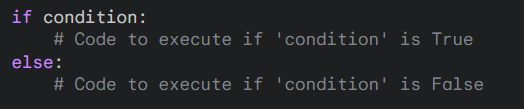 if condition:
    # Code to execute if 'condition' is True
else:
    # Code to execute if 'condition' is False